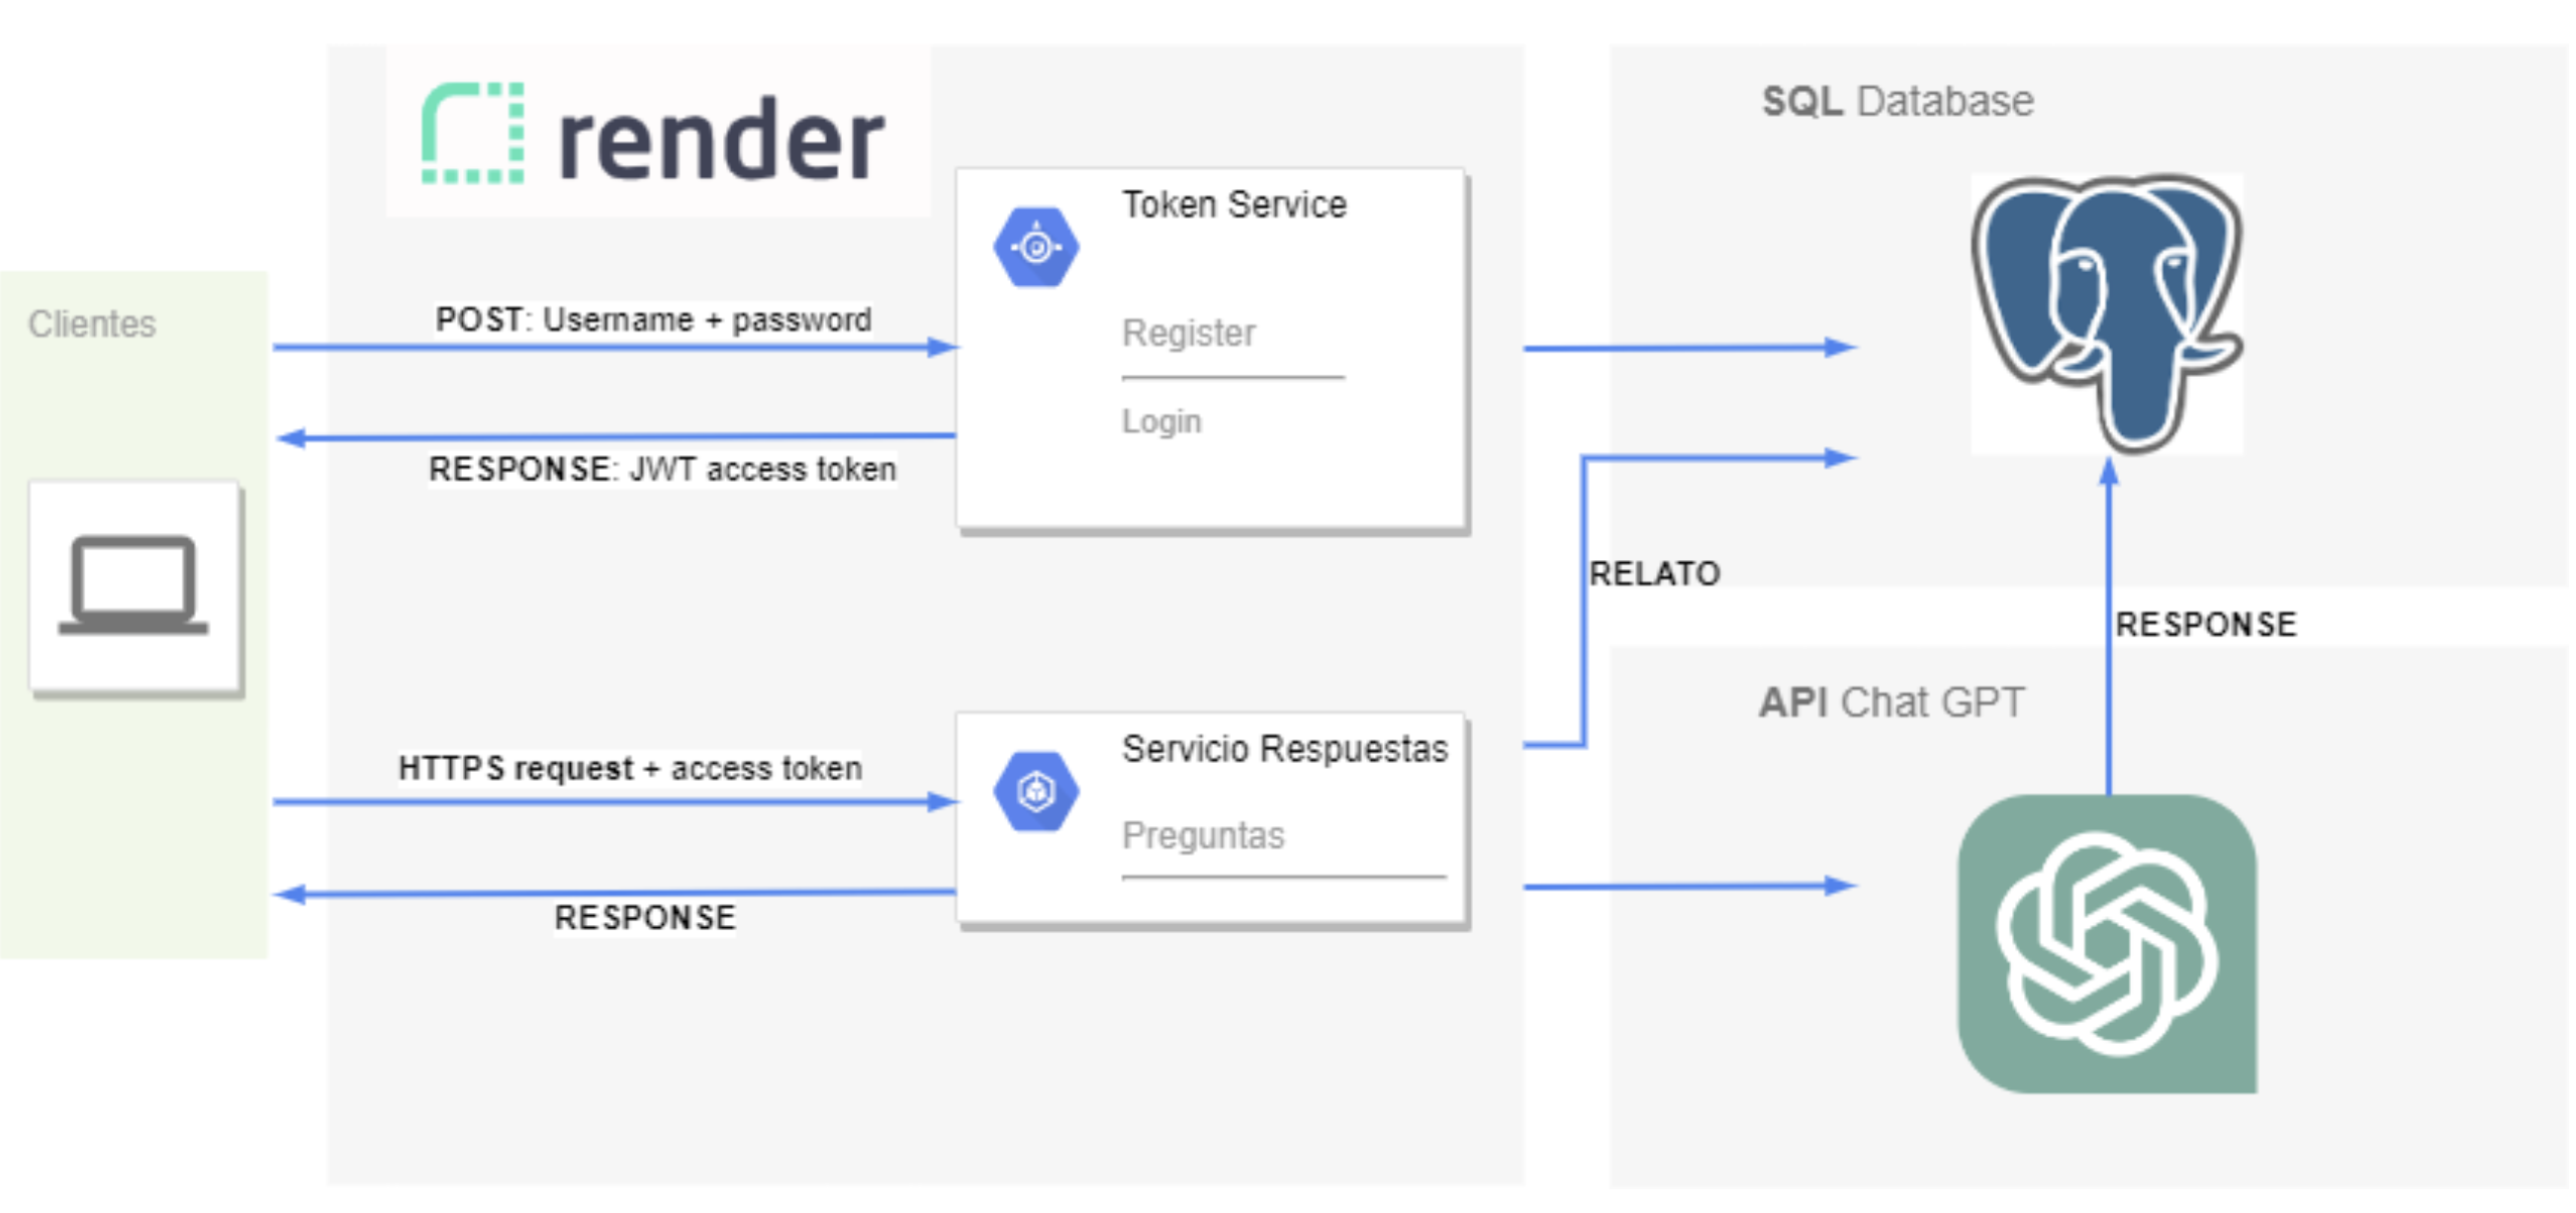 render
SQL Database
Token Service
Register
Login
Clientes
POST: Username + password
RESPONSE: JWT access token
RELATO
RESPONSE
API Chat GPT
HTTPS request + access token
Servicio Respuestas
Preguntas
RESPONSE